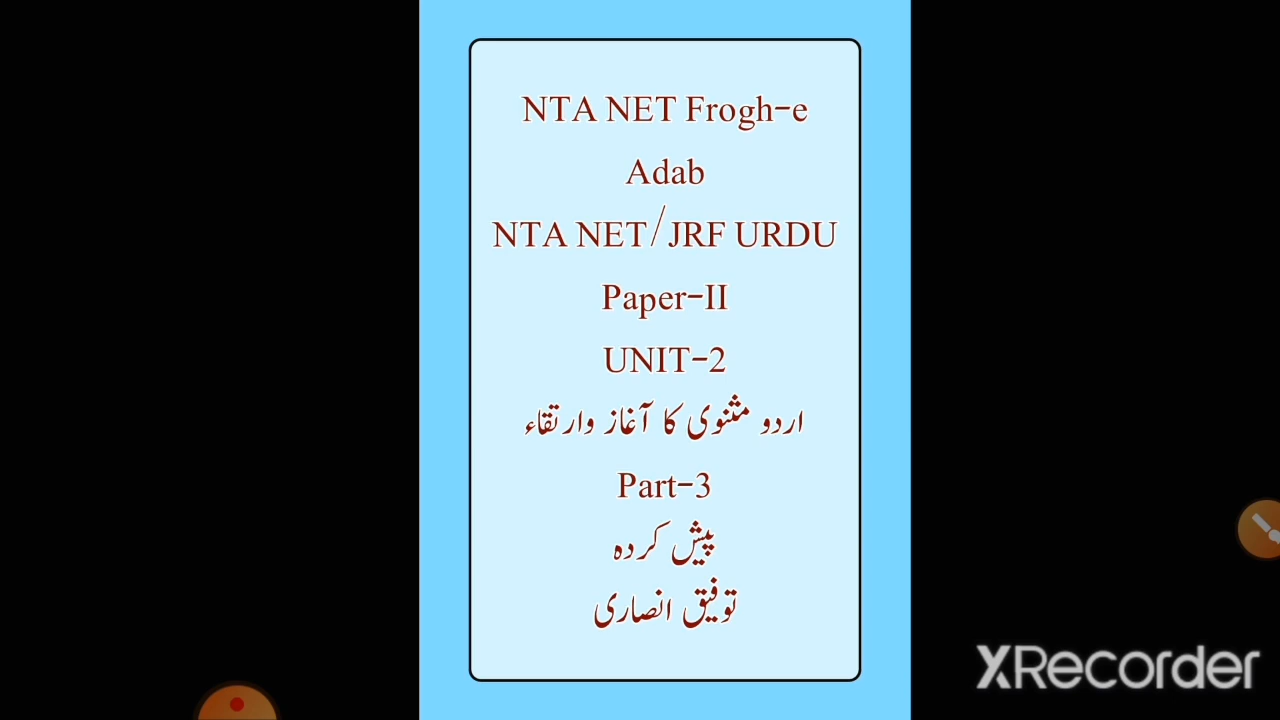 NTA NET Frogh-e
Adab
NTA NET/JRF URDU
Paper-II
UNIT-2
اردو مثنوی کا آغاز وارتقاء
Part-3
پیش کردہ
توفیق انصاری
XRecorder